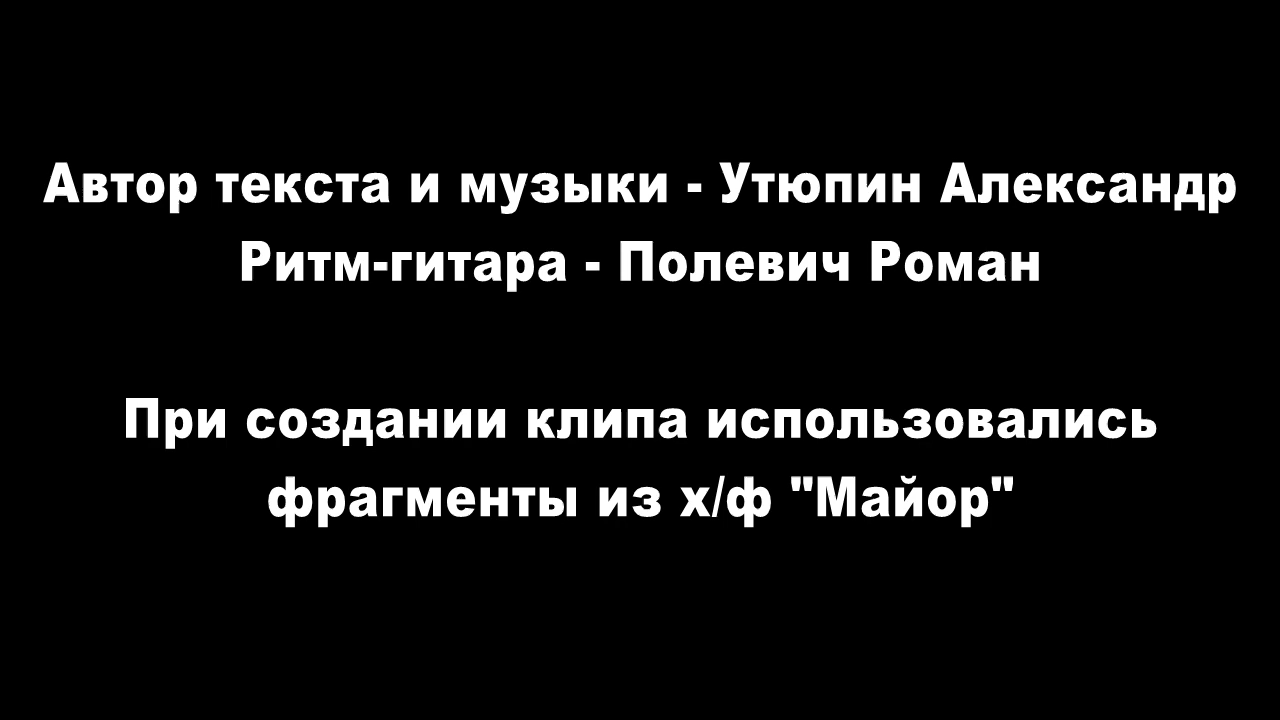 Автор текста и музыки - Утюпин Александр
Ритм-гитара - Полевич Роман
При создании клипа использовались
фрагменты из х/ф "Майор"